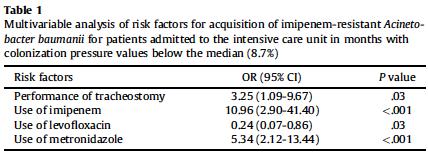 Table 1
Multivariable analysis of risk factors for acquisition of imipenem-resistant Acineto-
bacter baumanii for patients admitted to the intensive care unit in months with
colonization pressure values below the median (8.7%)
Risk factors OR (95% CI) P value
Performance of tracheostomy 3.25 (1.09-9.67) .03
Use of imipenem 10.96 (2.90-41.40) <.001
Use of levofloxacin 0.24 (0.07-0.86) .03
Use of metronidazole 5.34 (2.12-13.44) <.001